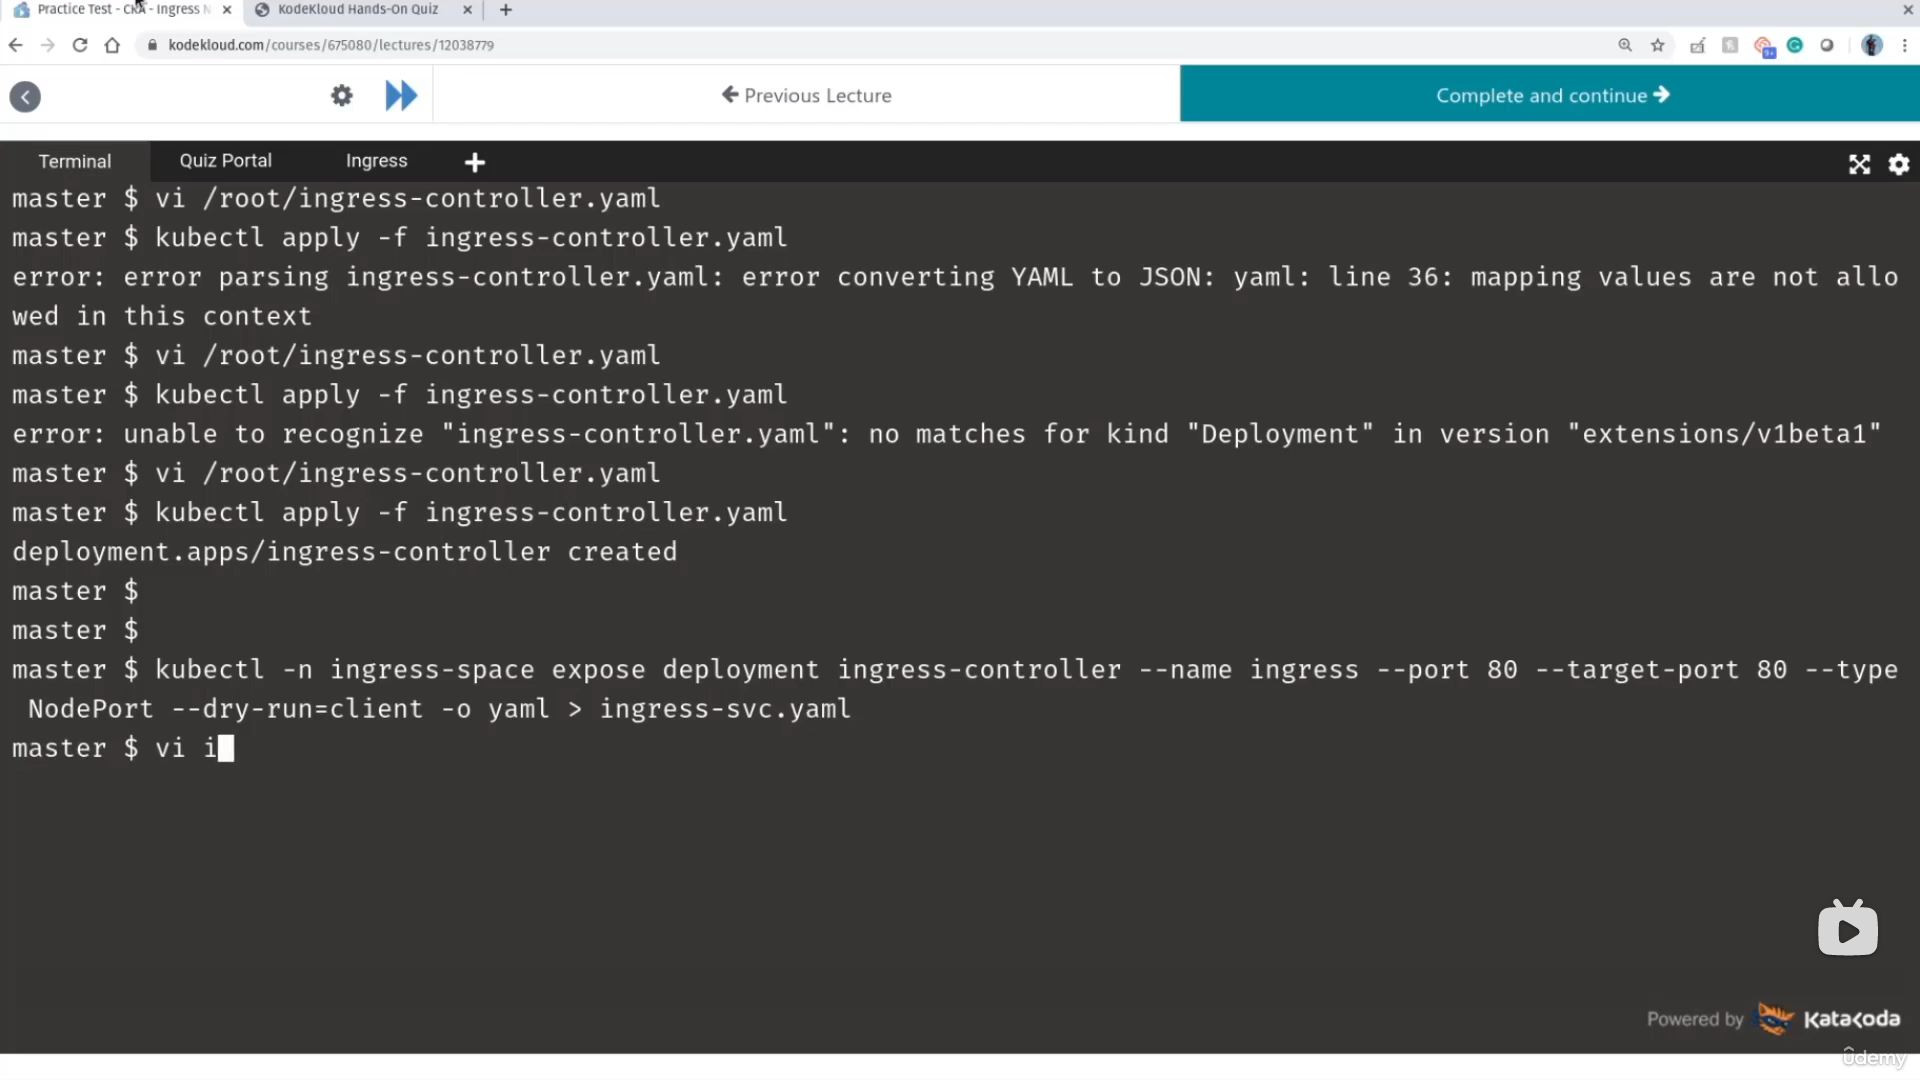 Practice Test - CKA - Ingress N
KodeKloud Hands-On Quiz
kodekloud.com/courses/675080/lectures/12038779
9+
Previous Lecture
Complete and continue
Terminal
Quiz Portal
Ingress
master $ vi /root/ingress-controller.yaml
master $ kubectl apply -f ingress-controller.yaml
error: error parsing ingress-controller.yaml: error converting YAML to JSON: yaml: line 36: mapping values are not allo
wed in this context
master $ vi /root/ingress-controller.yaml
master $ kubectl apply -f ingress-controller.yaml
error: unable to recognize "ingress-controller.yaml": no matches for kind "Deployment" in version "extensions/v1beta1"
master $ vi /root/ingress-controller.yaml
master $ kubectl apply -f ingress-controller.yaml
deployment.apps/ingress-controller created
master $
master $
master $ kubectl -n ingress-space expose deployment ingress-controller --name ingress --port 80 --target-port 80 --type
NodePort --dry-run=client -o yaml > ingress-svc.yaml
master $ vi i
Powered by Katacoda
ûdemy